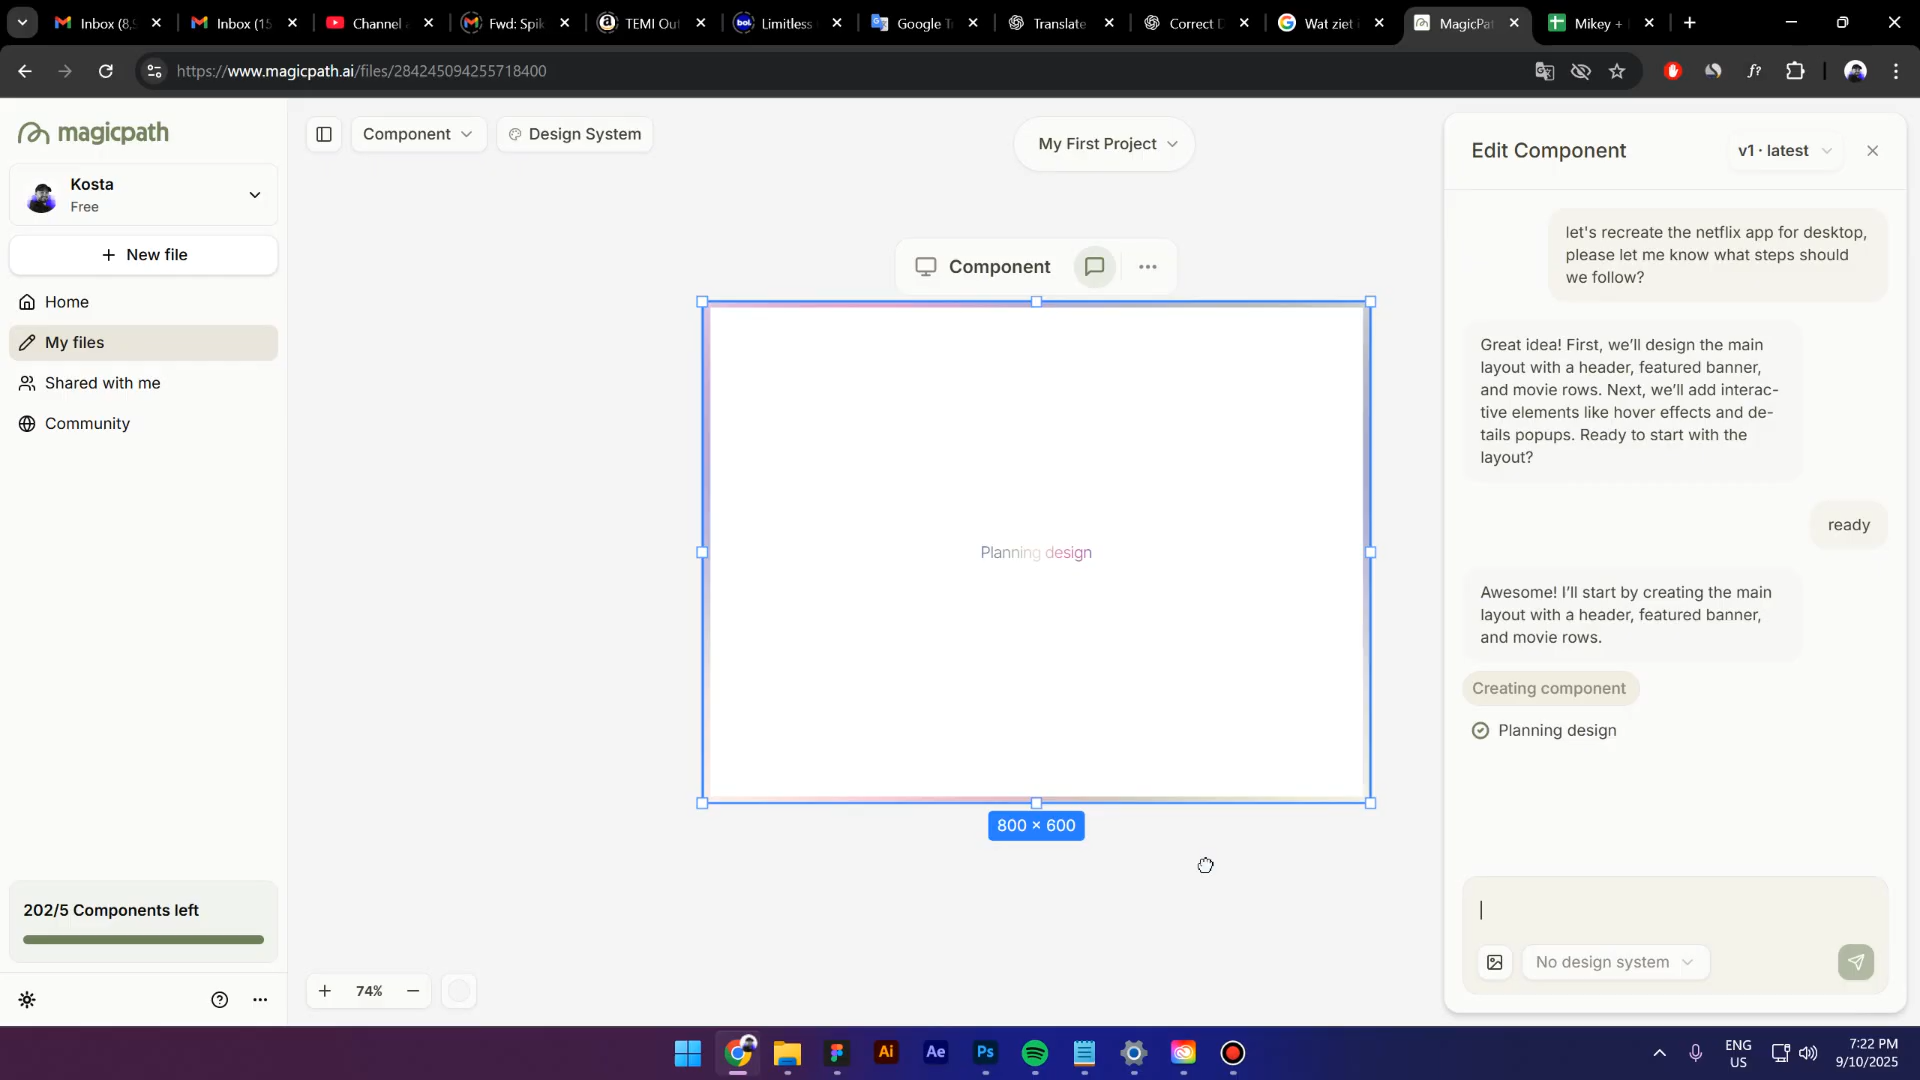 Inbox (8,
Inbox (15
Channel
Fwd: Spik
TEMI Out
Limitless
Google T
Translate
Correct D
Wat ziet
MagicPat
Mikey +
https://www.magicpath.ai/files/284245094255718400
magicpath
Kosta
Free
New file
Home
My files
Shared with me
Community
202/5 Components left
Component
Design System
My First Project
Component
Planning design
800 × 600
74%
Edit Component
v1 · latest
let's recreate the netflix app for desktop,
please let me know what steps should
we follow?
Great idea! First, we’ll design the main
layout with a header, featured banner,
and movie rows. Next, we’ll add interac-
tive elements like hover effects and de-
tails popups. Ready to start with the
layout?
ready
Awesome! I’ll start by creating the main
layout with a header, featured banner,
and movie rows.
Creating component
Planning design
No design system
Ai
Ae
Ps
ENG
US
7:22 PM
9/10/2025